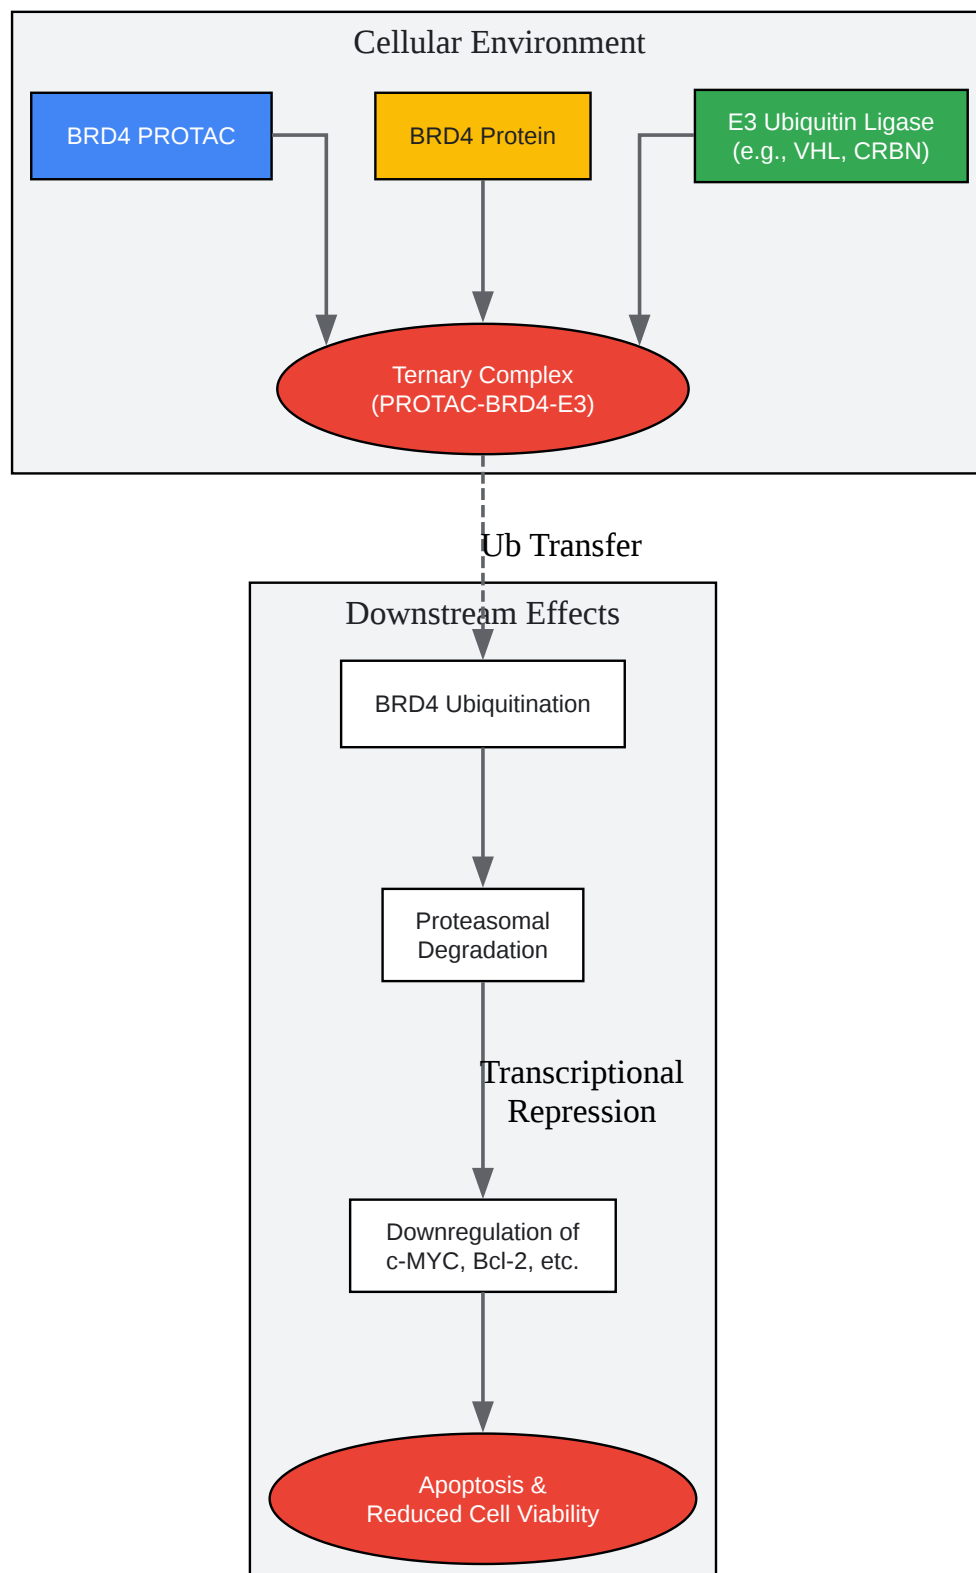 Cellular Environment
BRD4 PROTAC
BRD4 Protein
E3 Ubiquitin Ligase
(e.g., VHL, CRBN)
Ternary Complex
(PROTAC-BRD4-E3)
Ub Transfer
Downstream Effects
BRD4 Ubiquitination
Proteasomal
Degradation
Transcriptional
Repression
Downregulation of
c-MYC, Bcl-2, etc.
Apoptosis &
Reduced Cell Viability